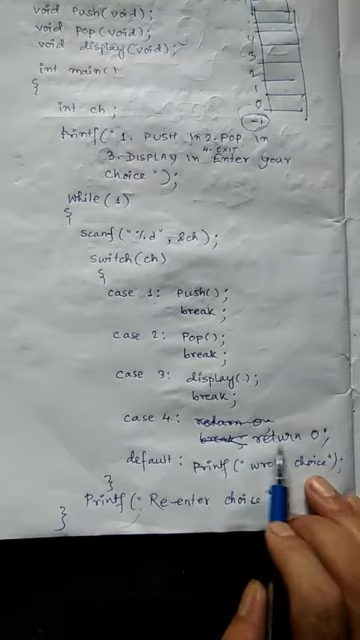 void push(void);
void pop(void);
void display(void);
int main()
{
int ch;
printf("1. PUSH \n 2. POP \n
3. DISPLAY \n 4. EXIT Enter your
choice");
while(1)
{
scanf("%d", &ch);
switch(ch)
{
case 1: Push();
break;
case 2: Pop();
break;
case 3: display();
break;
case 4: return 0;
default: Printf(" choice");
}
Printf(" Re-enter choice
}
3
2
1
0
-1